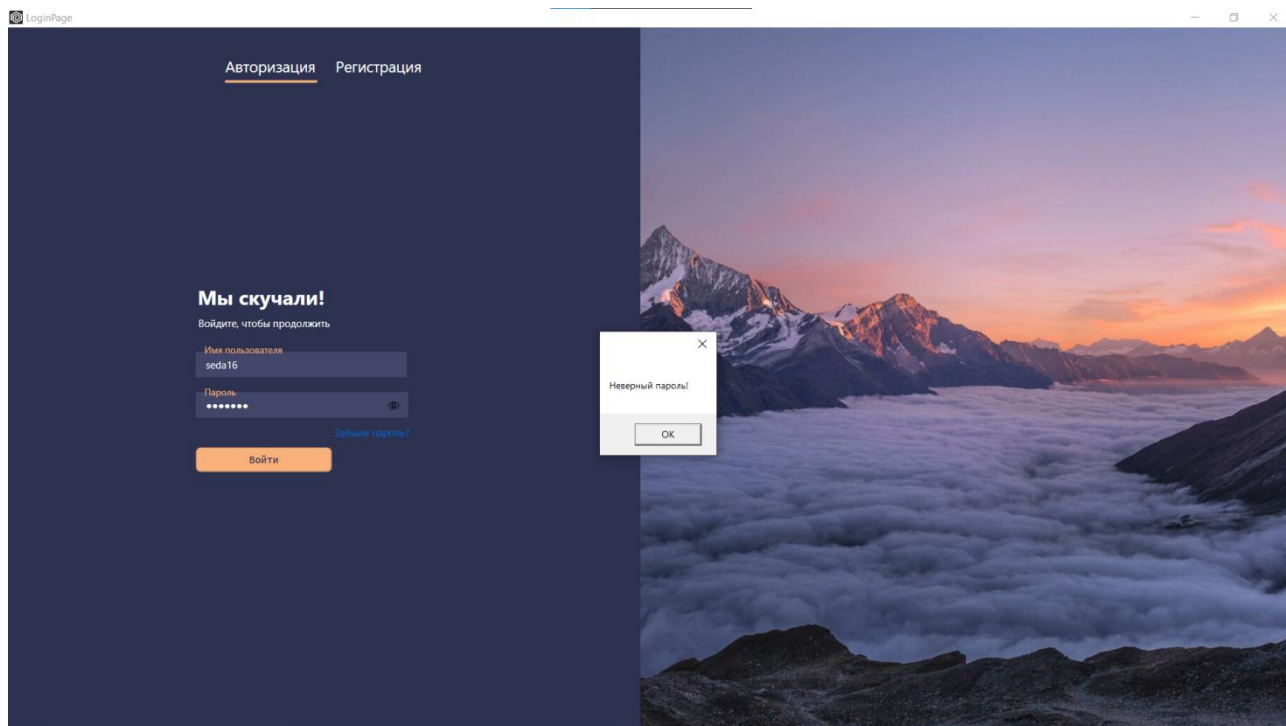 LoginPage
Авторизация Регистрация
Мы скучали!
Войдите, чтобы продолжить
Имя пользователя
seda16
Пароль
•••••••
Забыли пароль?
Войти
Неверный пароль!
OK